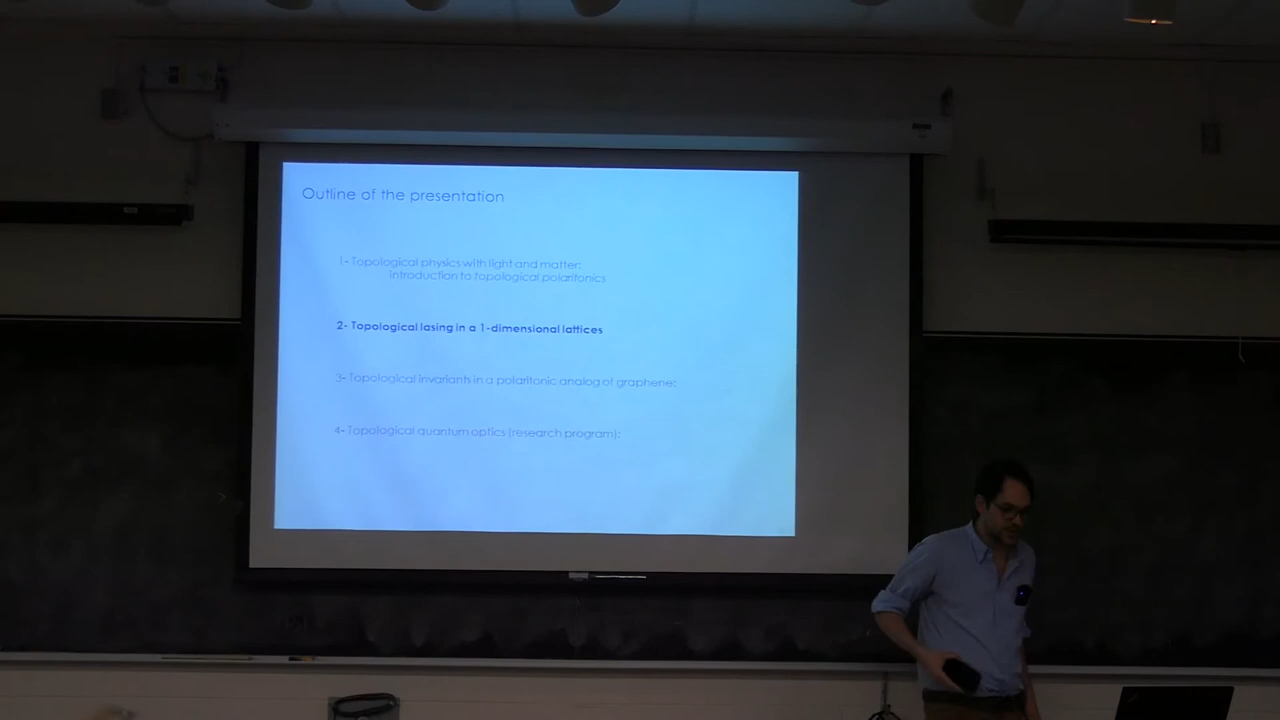 Outline of the presentation
1- Topological physics with light and matter:
introduction to topological polaritonics
2- Topological lasing in a 1-dimensional lattices
3- Topological invariants in a polaritonic analog of graphene:
4- Topological quantum optics (research program):